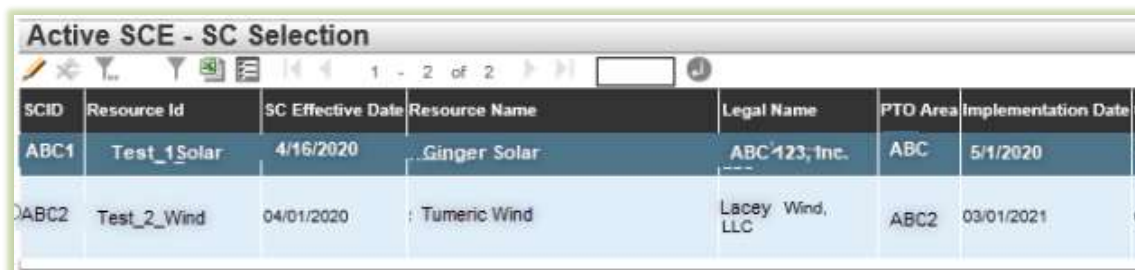 Active SCE - SC Selection
1 - 2 of 2
SCID Resource Id SC Effective Date Resource Name Legal Name PTO Area Implementation Date
ABC1 Test_1Solar 4/16/2020 Ginger Solar ABC 123, Inc. ABC 5/1/2020
ABC2 Test_2_Wind 04/01/2020 Tumeric Wind Lacey Wind, LLC ABC2 03/01/2021